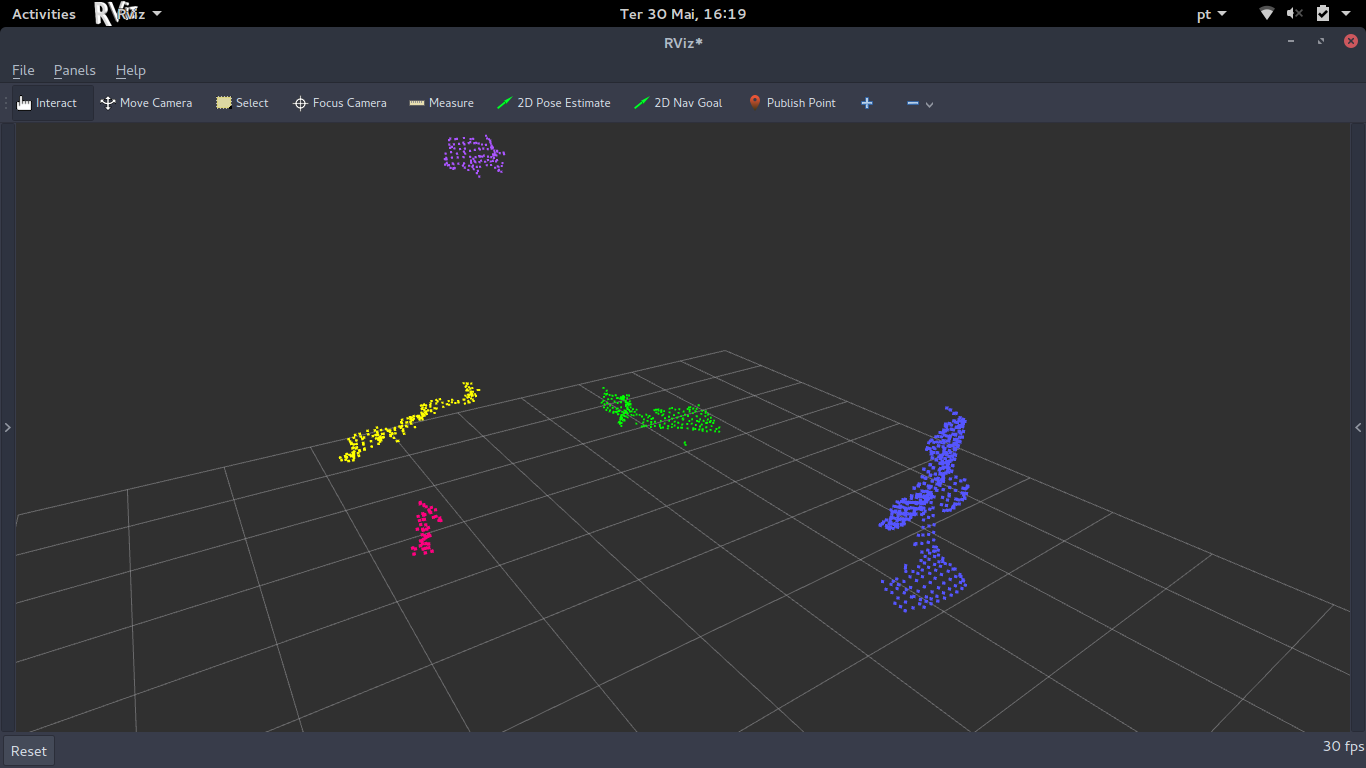 Activities RViz RViz Ter 30 Mai, 16:19 pt
RViz*
File Panels Help
Interact Move Camera Select Focus Camera Measure 2D Pose Estimate 2D Nav Goal Publish Point
Reset 30 fps